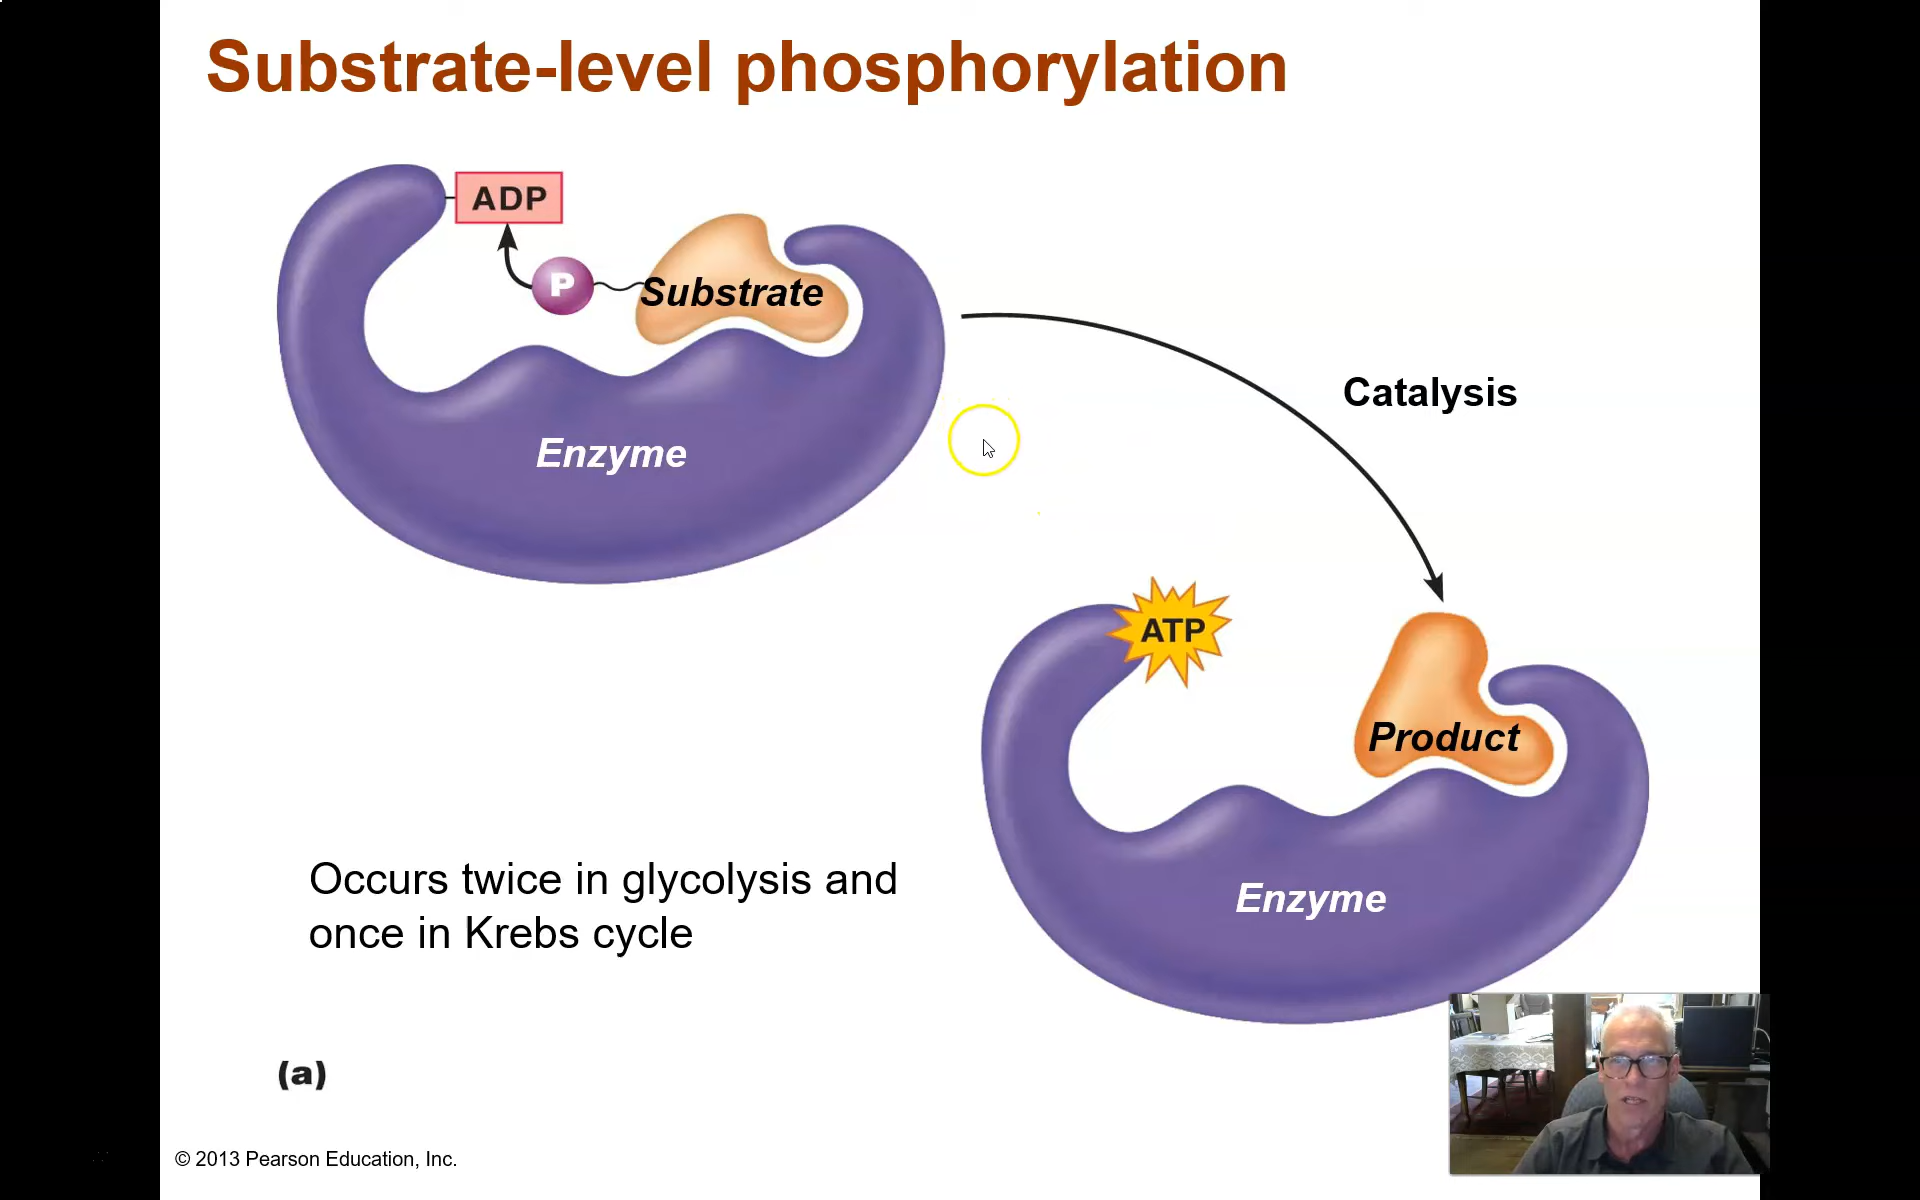 Substrate-level phosphorylation
ADP
P
Substrate
Catalysis
Enzyme
ATP
Product
Occurs twice in glycolysis and
once in Krebs cycle
Enzyme
(a)
© 2013 Pearson Education, Inc.